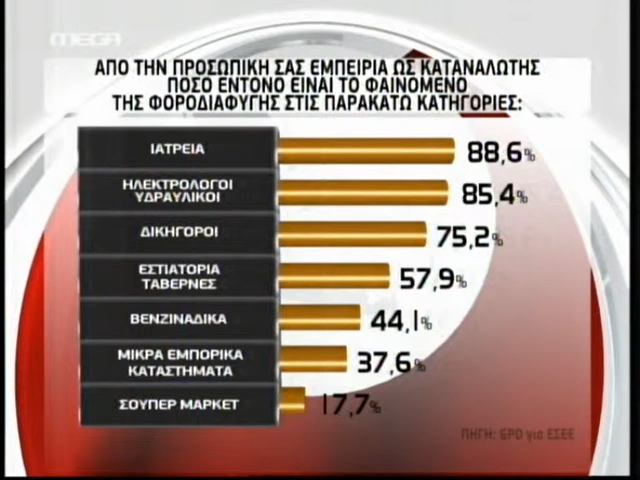 MEGA
ΑΠΟ ΤΗΝ ΠΡΟΣΩΠΙΚΗ ΣΑΣ ΕΜΠΕΙΡΙΑ ΩΣ ΚΑΤΑΝΑΛΩΤΗΣ
ΠΟΣΟ ΕΝΤΟΝΟ ΕΙΝΑΙ ΤΟ ΦΑΙΝΟΜΕΝΟ
ΤΗΣ ΦΟΡΟΔΙΑΦΥΓΗΣ ΣΤΙΣ ΠΑΡΑΚΑΤΩ ΚΑΤΗΓΟΡΙΕΣ:
ΙΑΤΡΕΙΑ 88,6%
ΗΛΕΚΤΡΟΛΟΓΟΙ
ΥΔΡΑΥΛΙΚΟΙ 85,4%
ΔΙΚΗΓΟΡΟΙ 75,2%
ΕΣΤΙΑΤΟΡΙΑ
ΤΑΒΕΡΝΕΣ 57,9%
ΒΕΝΖΙΝΑΔΙΚΑ 44,1%
ΜΙΚΡΑ ΕΜΠΟΡΙΚΑ
ΚΑΤΑΣΤΗΜΑΤΑ 37,6%
ΣΟΥΠΕΡ ΜΑΡΚΕΤ 17,7%
ΠΗΓΗ: GPO για ΕΣΕΕ